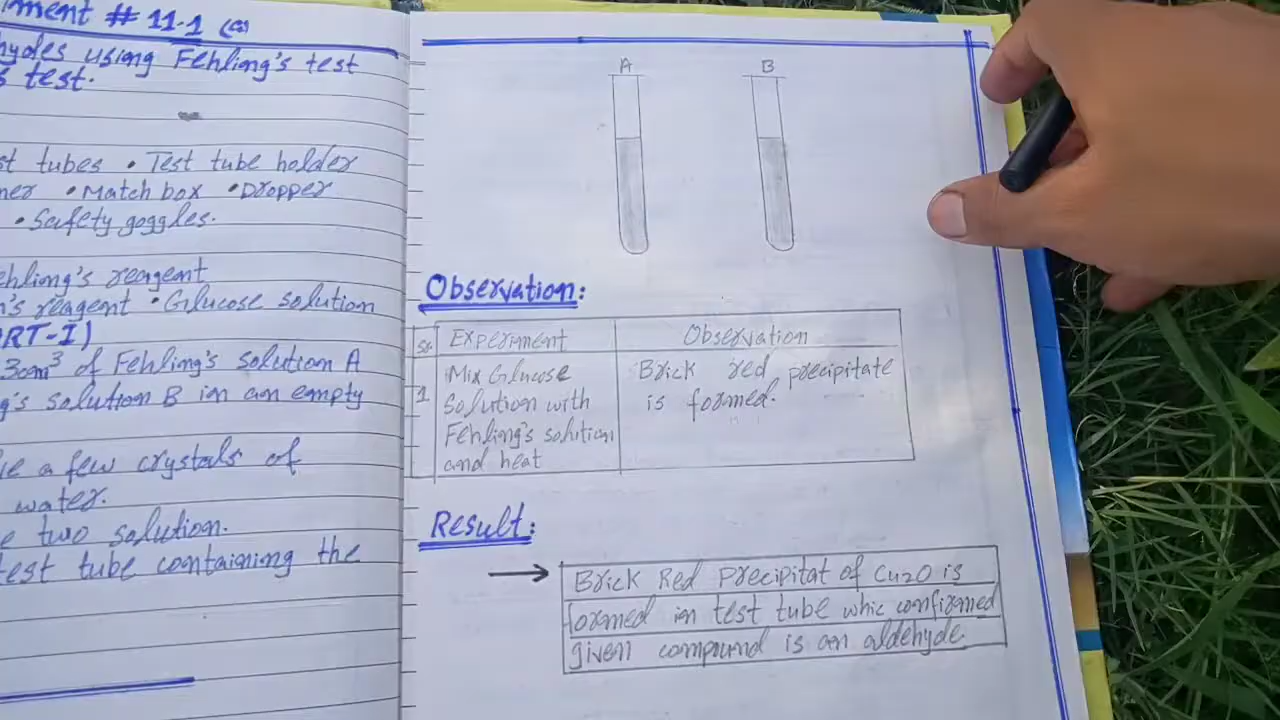 ment # 11.1 (a)
hydes using Fehling's test
s test.
st tubes • Test tube holder
ner • Match box • Dropper
• Safety goggles.
ehling's reagent
n's reagent • Glucose solution
RT-I)
3cm³ of Fehling's solution A
g's solution B in an empty
a few crystals of
water.
e two solution.
test tube containing the
A B
Observation:
Sr Experiment Observation
1 Mix Glucose
solution with
Fehling's solution
and heat
Brick red precipitate
is formed.
Result:
Brick Red Precipitat of Cu2O is
formed in test tube whic confirmed
given compound is an aldehyde